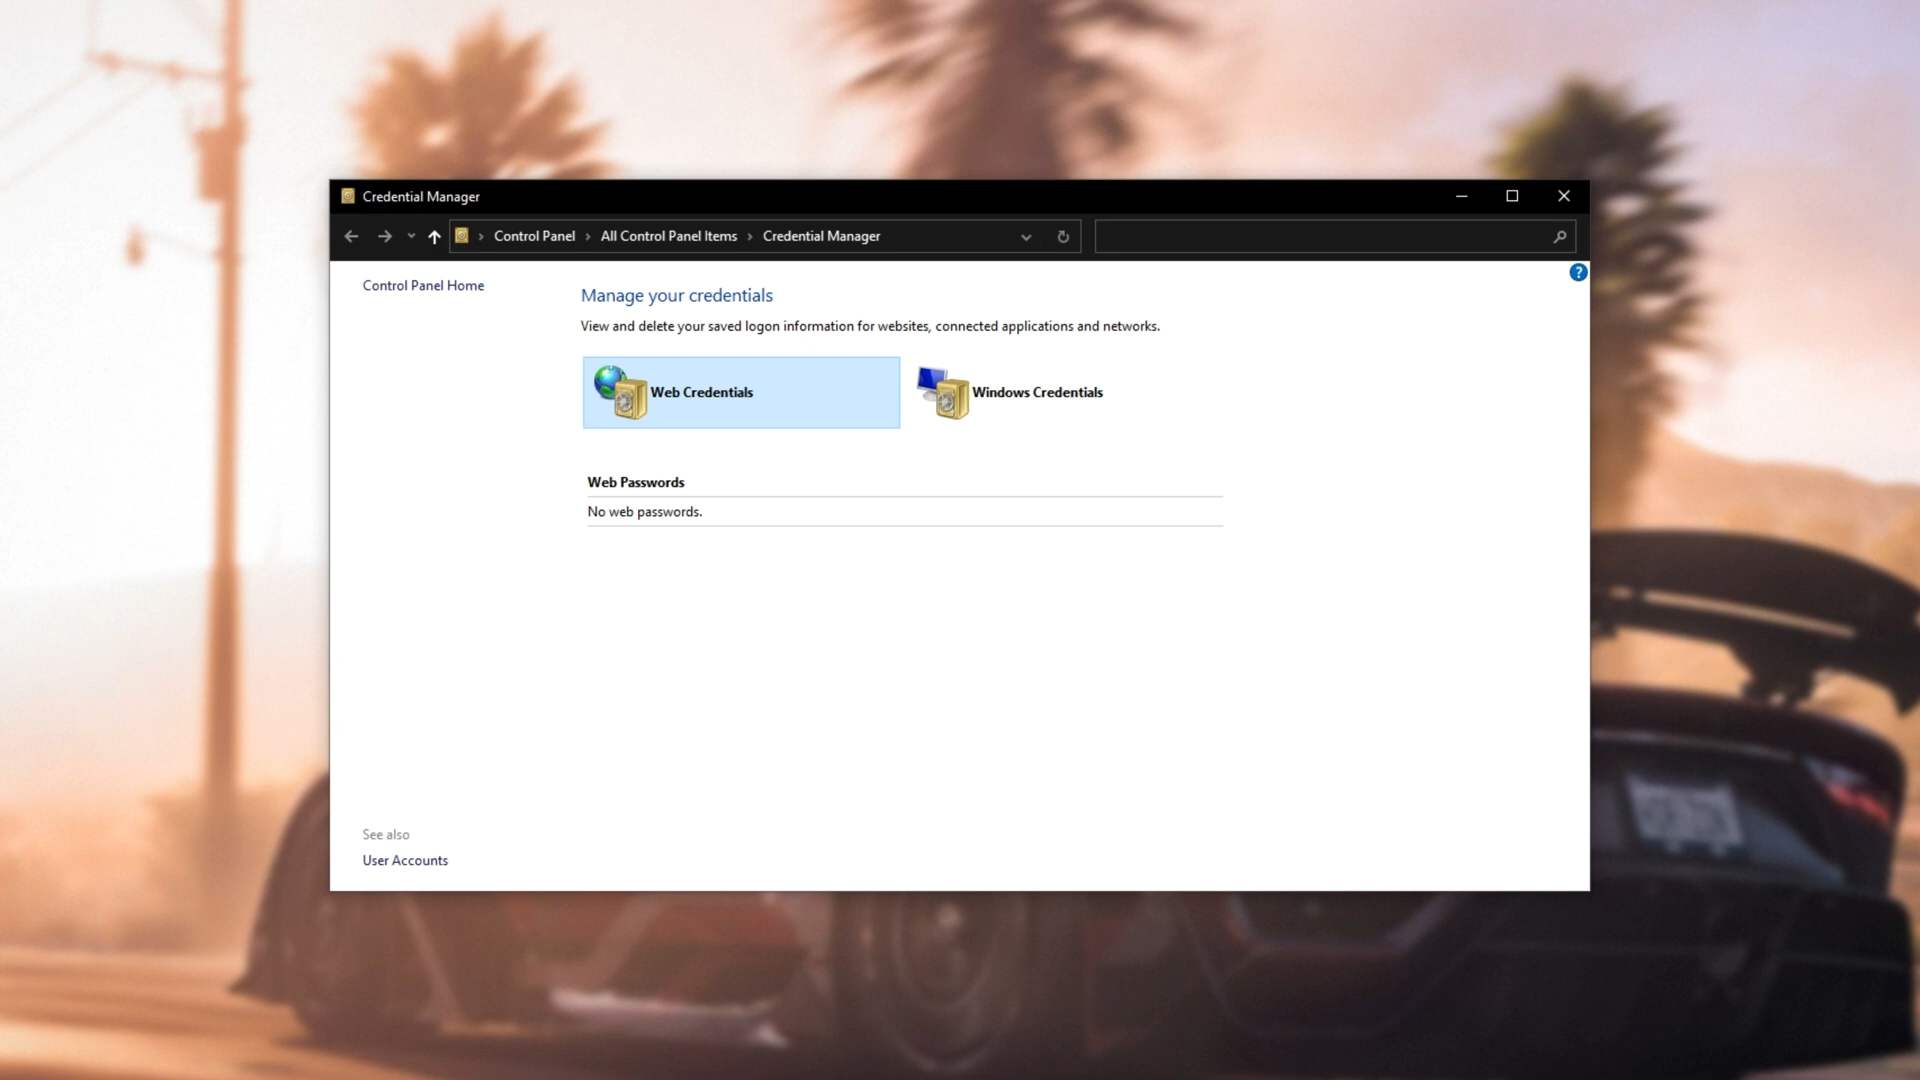 Credential Manager
Control Panel > All Control Panel Items > Credential Manager
Control Panel Home
Manage your credentials
View and delete your saved logon information for websites, connected applications and networks.
Web Credentials
Windows Credentials
Web Passwords
No web passwords.
See also
User Accounts
?